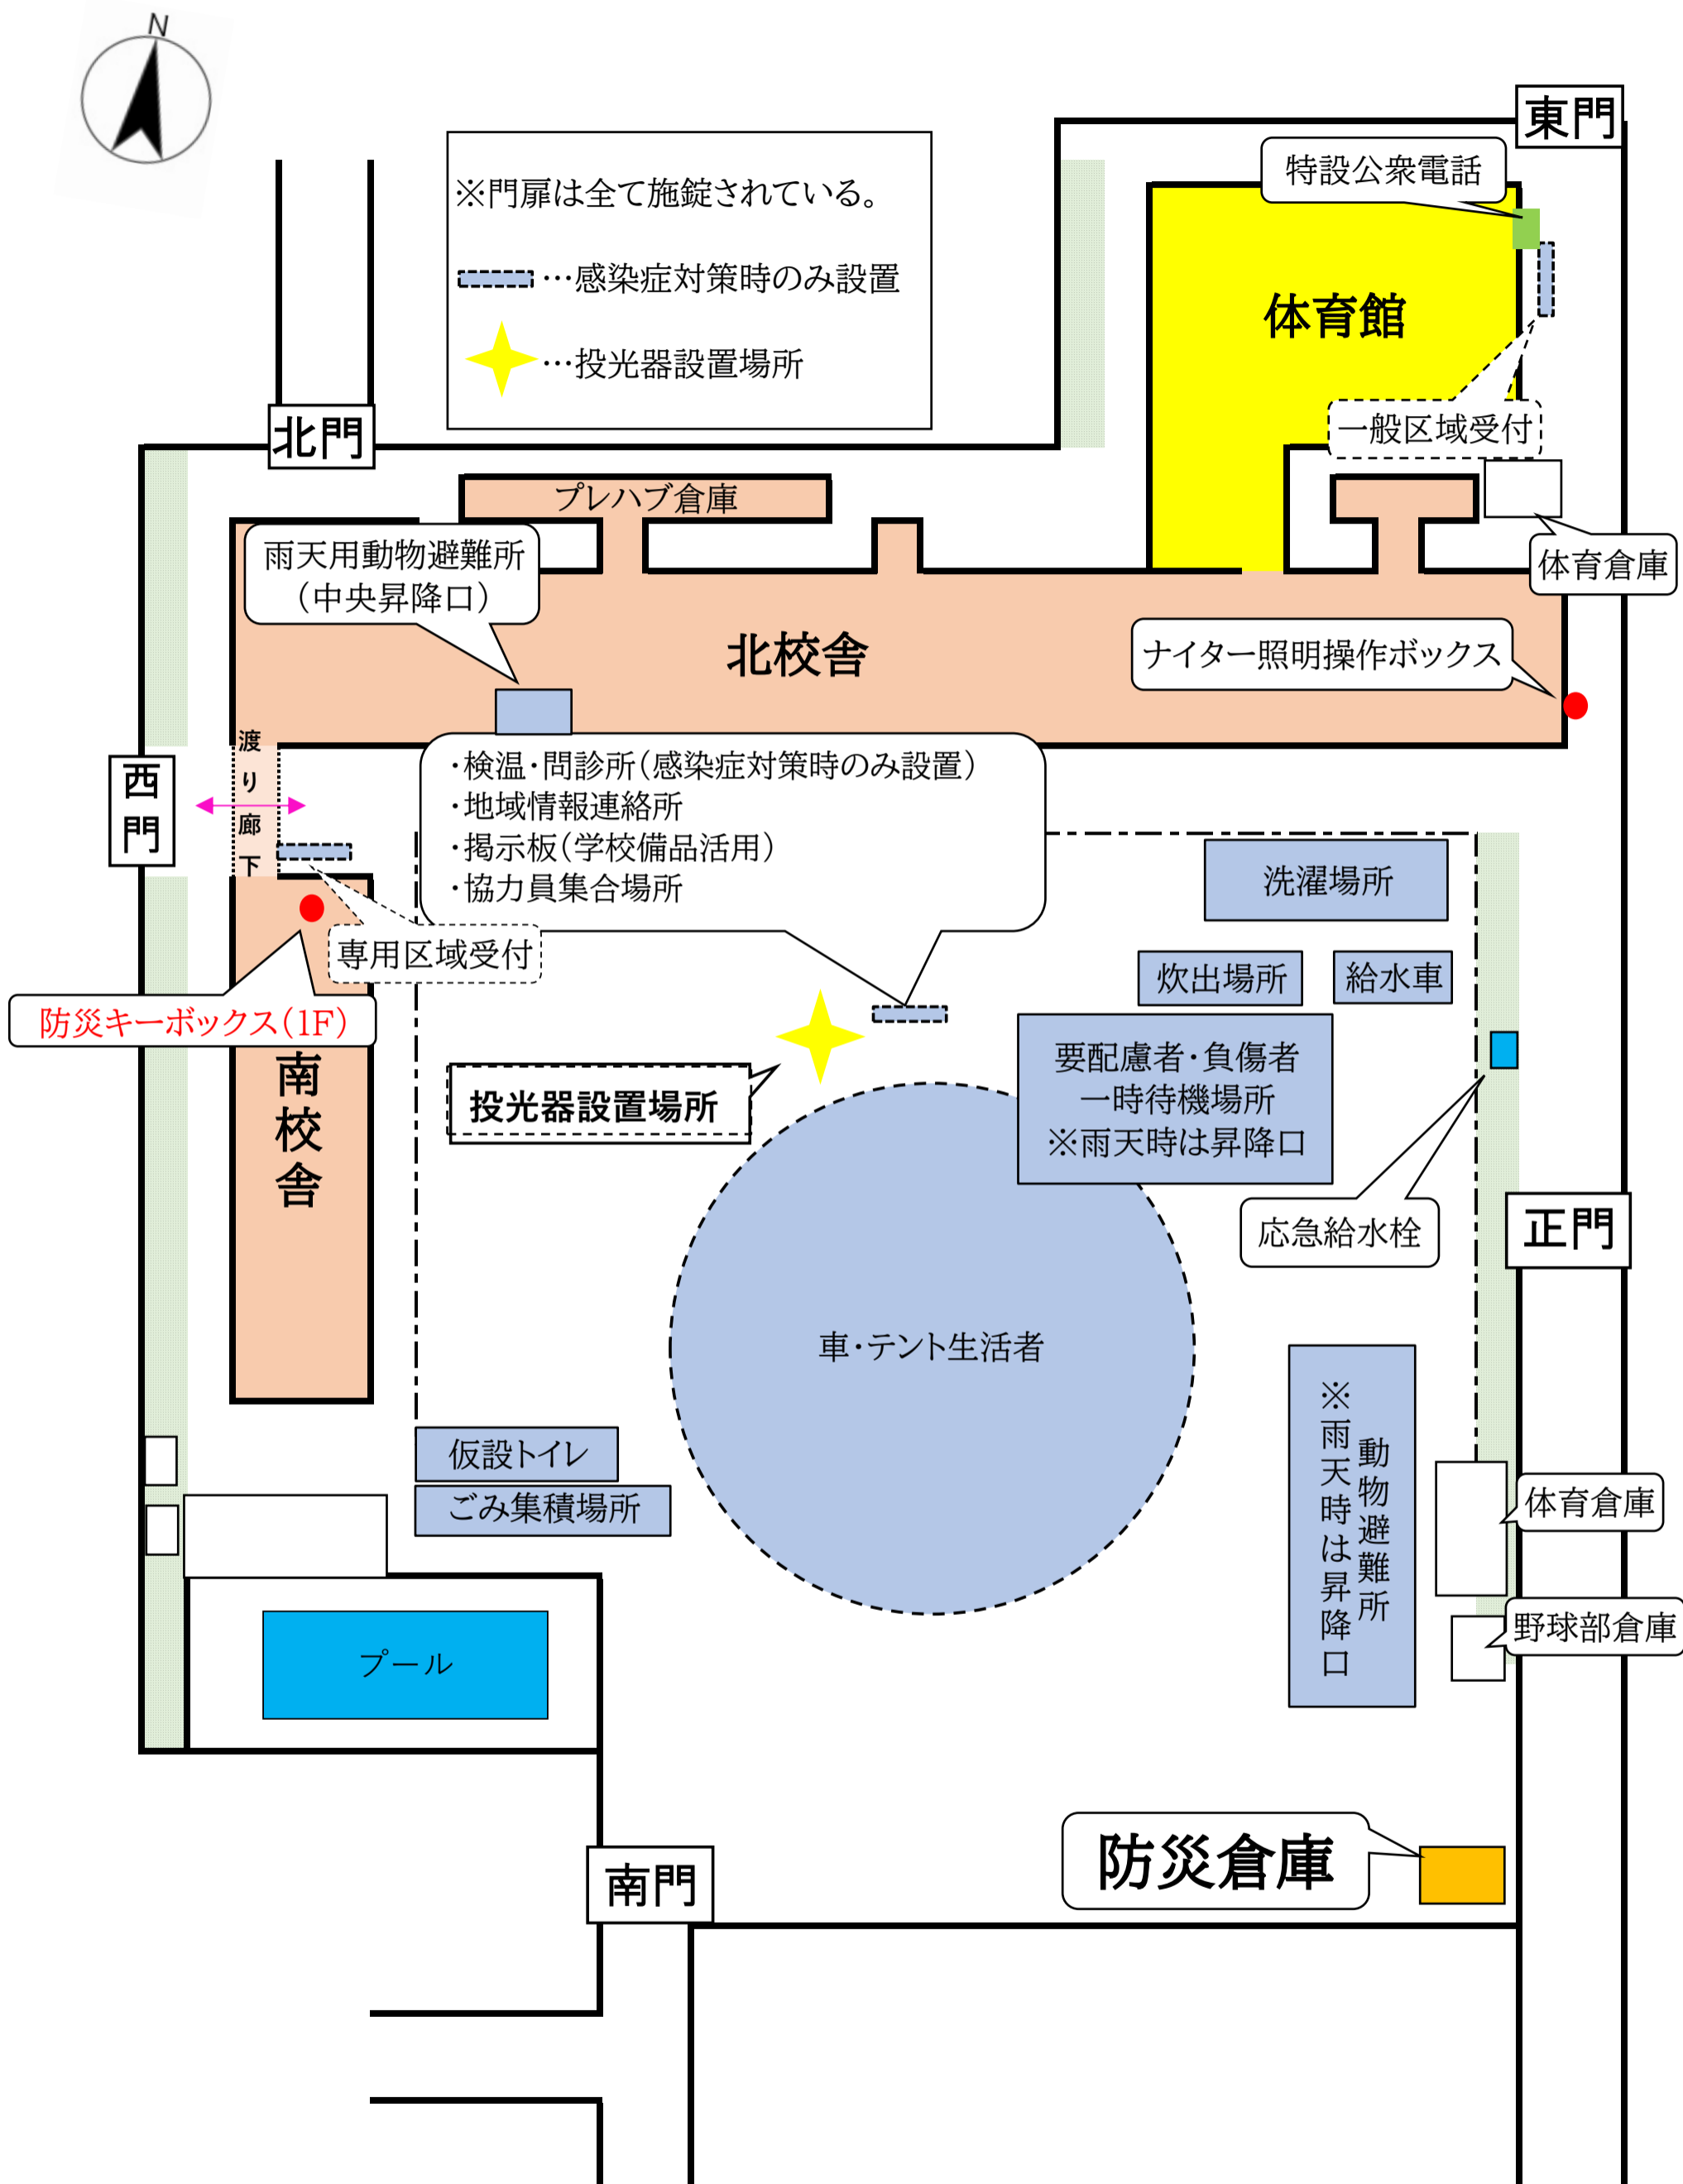 N
東門
特設公衆電話
※門扉は全て施錠されている。
…感染症対策時のみ設置
…投光器設置場所
体育館
一般区域受付
北門
プレハブ倉庫
雨天用動物避難所
（中央昇降口）
体育倉庫
北校舎
ナイター照明操作ボックス
渡り廊下
西門
・検温・問診所（感染症対策時のみ設置）
・地域情報連絡所
・掲示板（学校備品活用）
・協力員集合場所
洗濯場所
専用区域受付
炊出場所
給水車
防災キーボックス（1F）
南校舎
要配慮者・負傷者
一時待機場所
※雨天時は昇降口
投光器設置場所
応急給水栓
正門
車・テント生活者
動物避難所
※雨天時は昇降口
仮設トイレ
ごみ集積場所
体育倉庫
野球部倉庫
プール
防災倉庫
南門